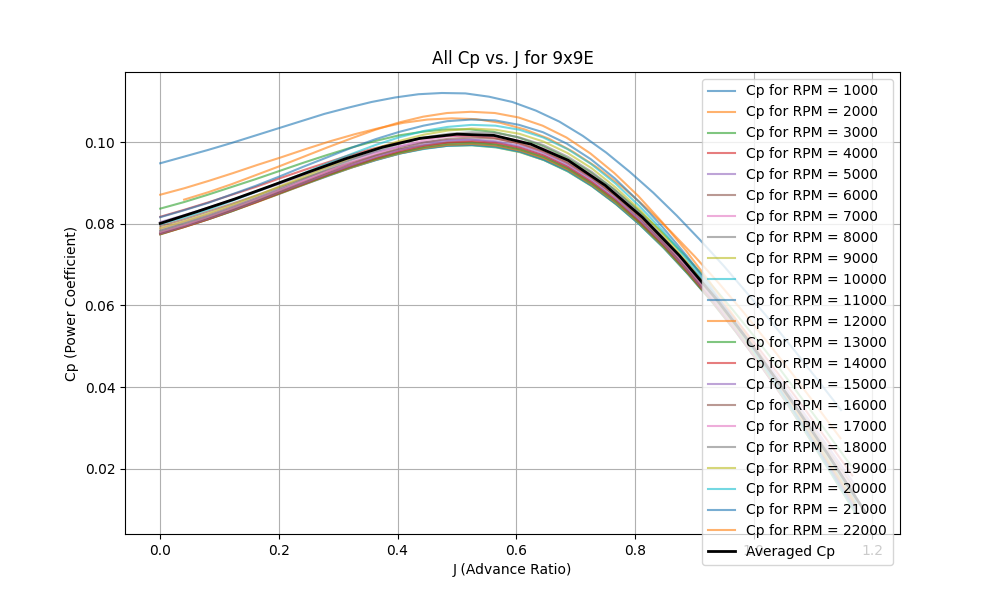 All Cp vs. J for 9x9E
Cp (Power Coefficient)
0.10
0.08
0.06
0.04
0.02
Cp for RPM = 1000
Cp for RPM = 2000
Cp for RPM = 3000
Cp for RPM = 4000
Cp for RPM = 5000
Cp for RPM = 6000
Cp for RPM = 7000
Cp for RPM = 8000
Cp for RPM = 9000
Cp for RPM = 10000
Cp for RPM = 11000
Cp for RPM = 12000
Cp for RPM = 13000
Cp for RPM = 14000
Cp for RPM = 15000
Cp for RPM = 16000
Cp for RPM = 17000
Cp for RPM = 18000
Cp for RPM = 19000
Cp for RPM = 20000
Cp for RPM = 21000
Cp for RPM = 22000
Averaged Cp
0.0 0.2 0.4 0.6 0.8 1.2
J (Advance Ratio)